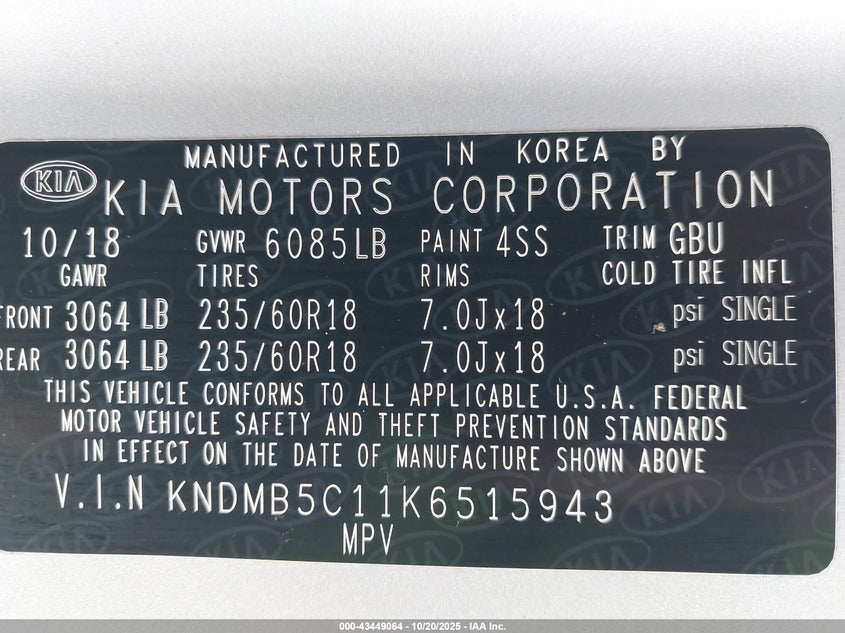 MANUFACTURED IN KOREA BY
KIA KIA MOTORS CORPORATION
10/18 GVWR 6085LB PAINT 4SS TRIM GBU
GAWR TIRES RIMS COLD TIRE INFL
FRONT 3064 LB 235/60R18 7.0Jx18 psi SINGLE
REAR 3064 LB 235/60R18 7.0Jx18 psi SINGLE
THIS VEHICLE CONFORMS TO ALL APPLICABLE U.S.A. FEDERAL
MOTOR VEHICLE SAFETY AND THEFT PREVENTION STANDARDS
IN EFFECT ON THE DATE OF MANUFACTURE SHOWN ABOVE
V.I.N KNDMB5C11K6515943
MPV
000-43449064 - 10/20/2025 - IAA Inc.